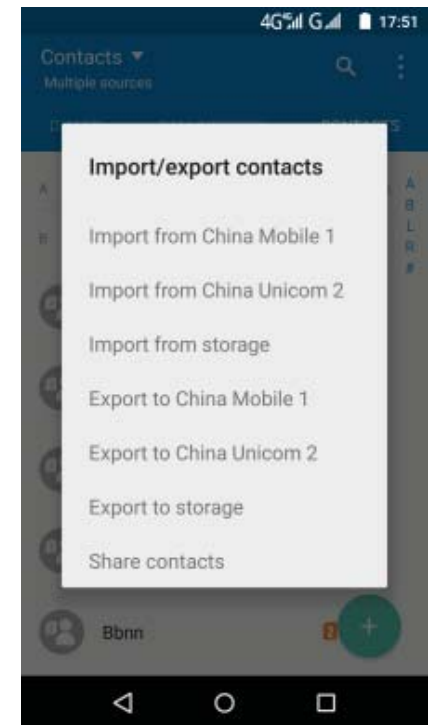 4G G 17:51
Contacts
Multiple sources
CONTACTS
Import/export contacts
A
A
B
B
L
R
#
Import from China Mobile 1
Import from China Unicom 2
Import from storage
Export to China Mobile 1
Export to China Unicom 2
Export to storage
Share contacts
Bbnn
2
+